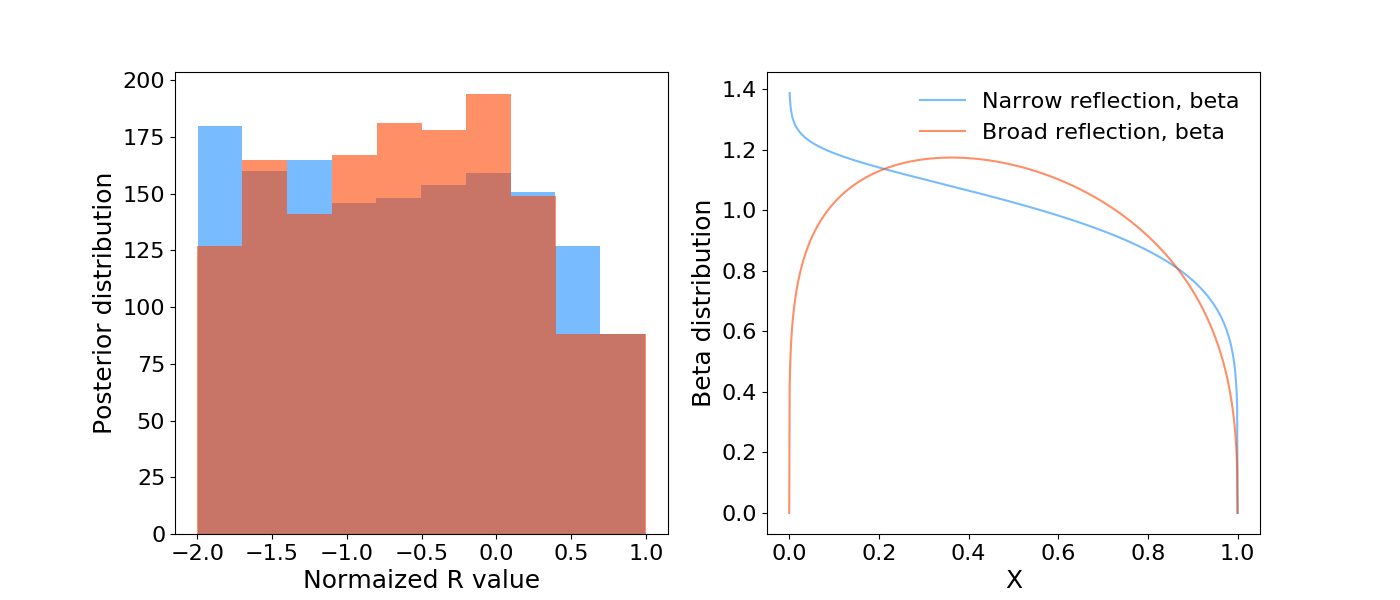 200
175
150
125
100
75
50
25
0
Posterior distribution
−2.0 −1.5 −1.0 −0.5 0.0 0.5 1.0
Normaized R value
1.4
1.2
1.0
0.8
0.6
0.4
0.2
0.0
Beta distribution
Narrow reflection, beta
Broad reflection, beta
0.0 0.2 0.4 0.6 0.8 1.0
X